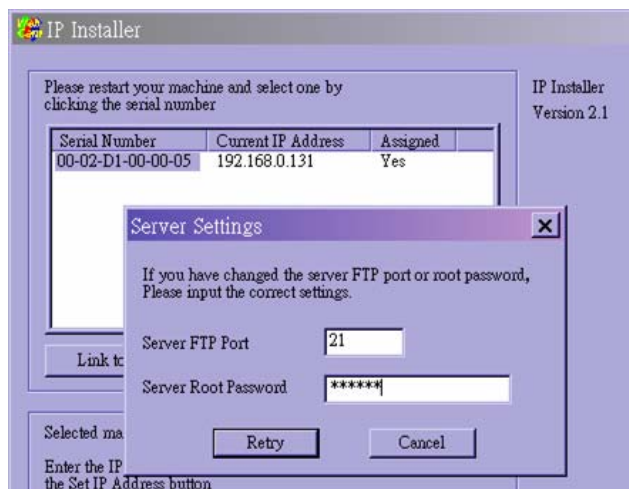 IP Installer
Please restart your machine and select one by
clicking the serial number
IP Installer
Version 2.1
Serial Number Current IP Address Assigned
00-02-D1-00-00-05 192.168.0.131 Yes
Server Settings
If you have changed the server FTP port or root password,
Please input the correct settings.
Server FTP Port 21
Server Root Password ******
Retry Cancel
Link to
Selected
Enter the IP
the Set IP Address button